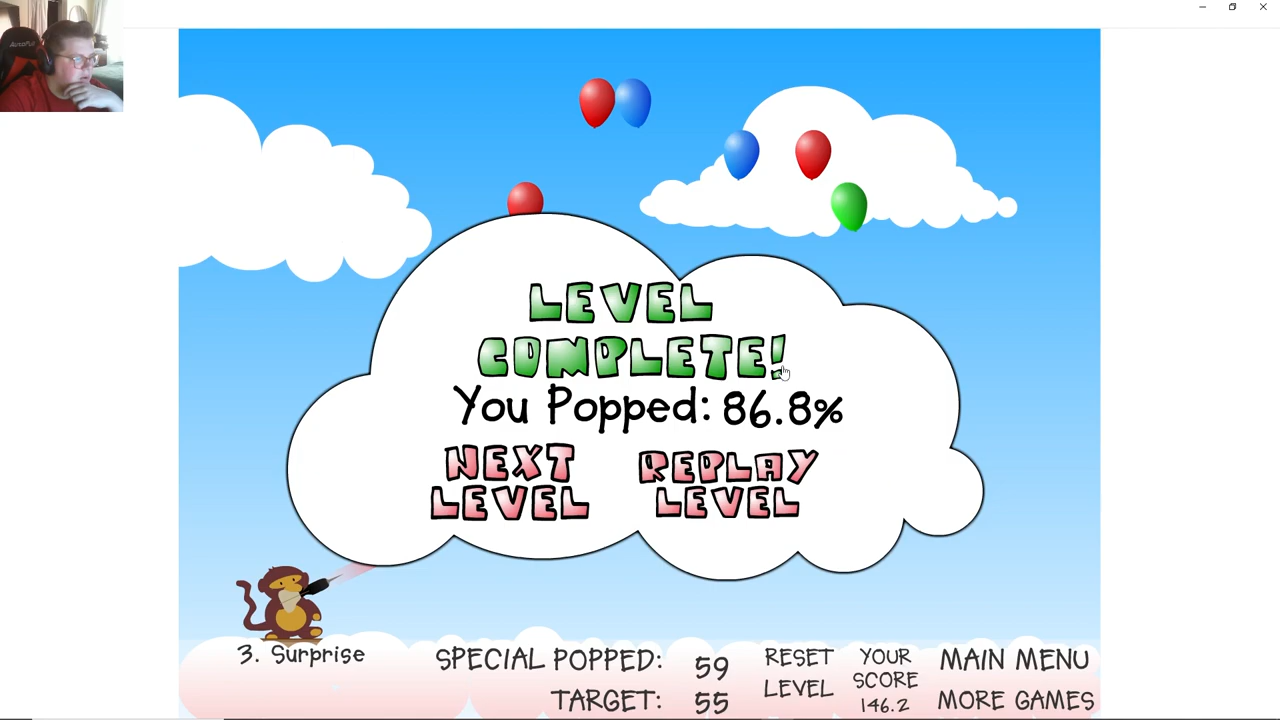 LEVEL
COMPLETE!
You Popped: 86.8%
NEXT
LEVEL
REPLAY
LEVEL
3. Surprise
SPECIAL POPPED: 59
TARGET: 55
RESET
LEVEL
YOUR
SCORE
146.2
MAIN MENU
MORE GAMES